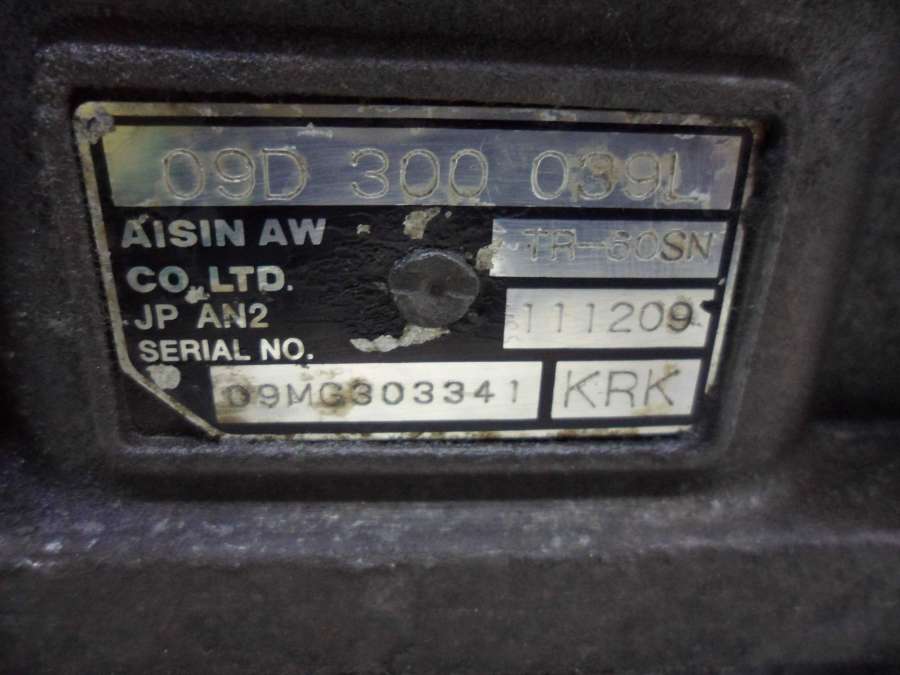 09D 300 039L
AISIN AW TR-60SN
CO., LTD.
JP AN2 111209
SERIAL NO.
09MG303341 KRK